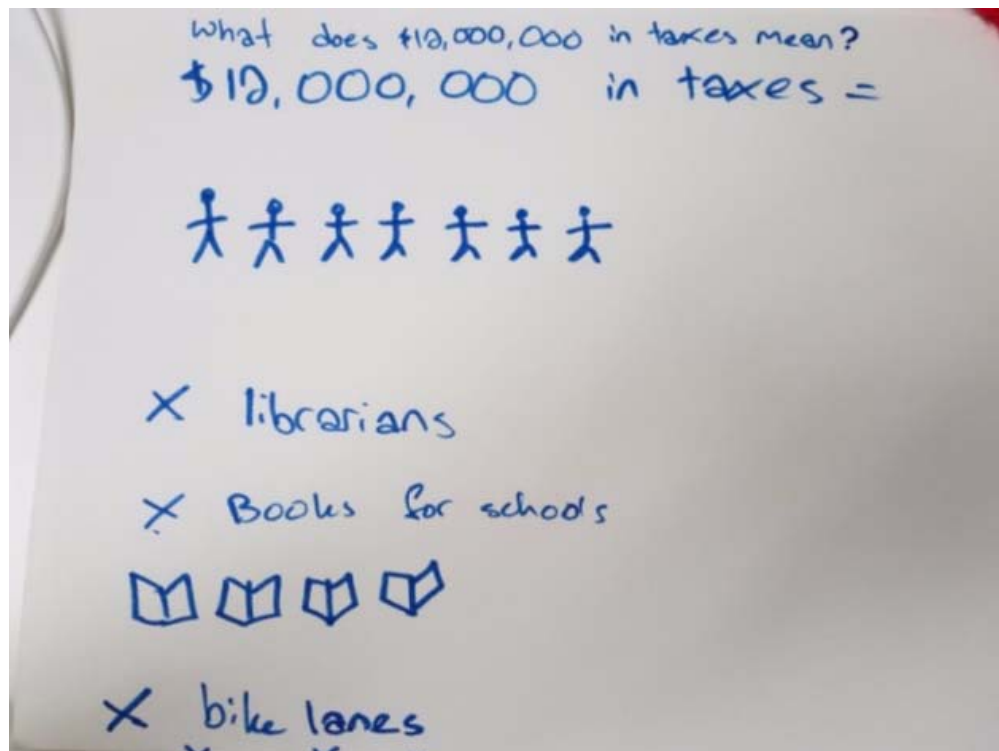 What does $12,000,000 in taxes mean?
$12,000,000 in taxes =
X librarians
X Books for schools
X bike lanes